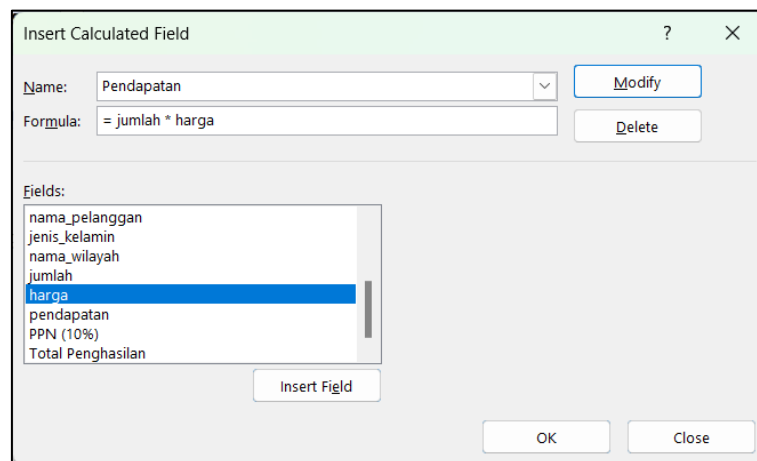 Insert Calculated Field ?
Name: Pendapatan Modify
Formula: = jumlah * harga Delete
Fields:
nama_pelanggan
jenis_kelamin
nama_wilayah
jumlah
harga
pendapatan
PPN (10%)
Total Penghasilan
Insert Field
OK Close